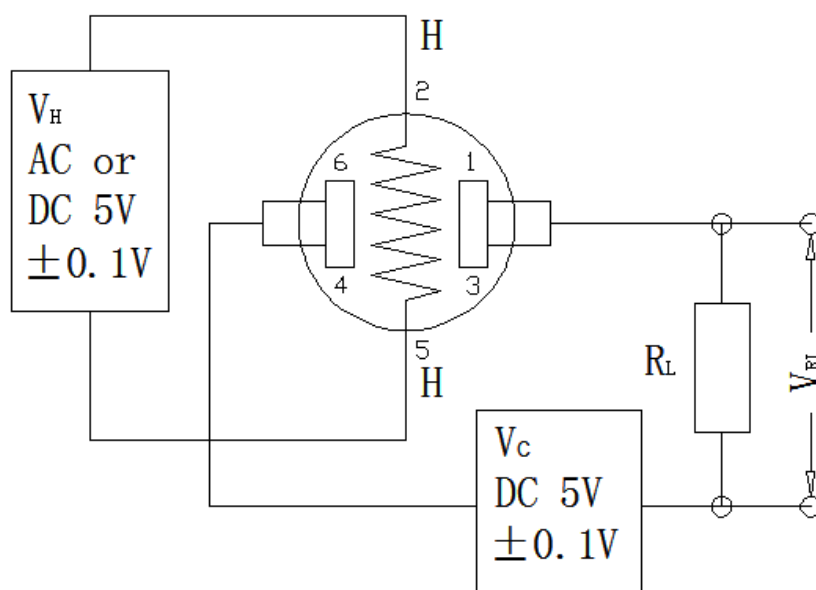 H
2
V_H
AC or
DC 5V
±0.1V
6 1
4 3
5
H
R_L
V_RL
V_C
DC 5V
±0.1V